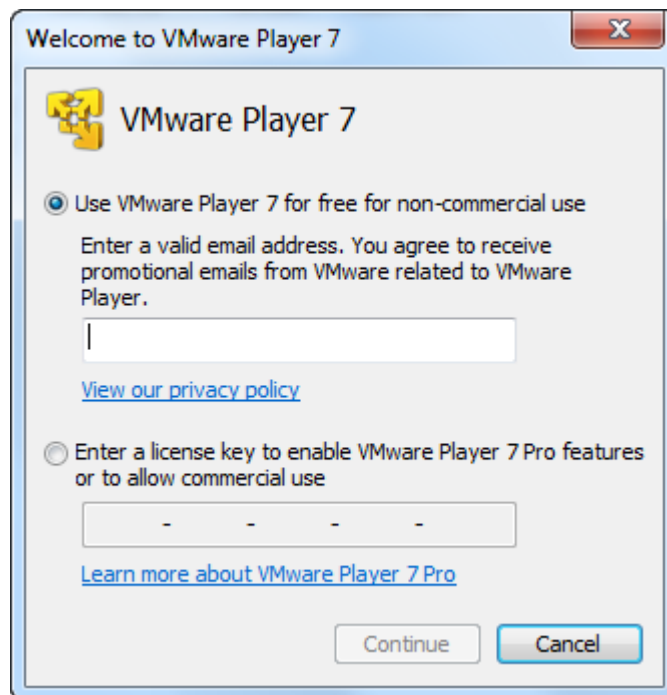 Welcome to VMware Player 7
VMware Player 7
Use VMware Player 7 for free for non-commercial use
Enter a valid email address. You agree to receive
promotional emails from VMware related to VMware
Player.
View our privacy policy
Enter a license key to enable VMware Player 7 Pro features
or to allow commercial use
- - - -
Learn more about VMware Player 7 Pro
Continue Cancel